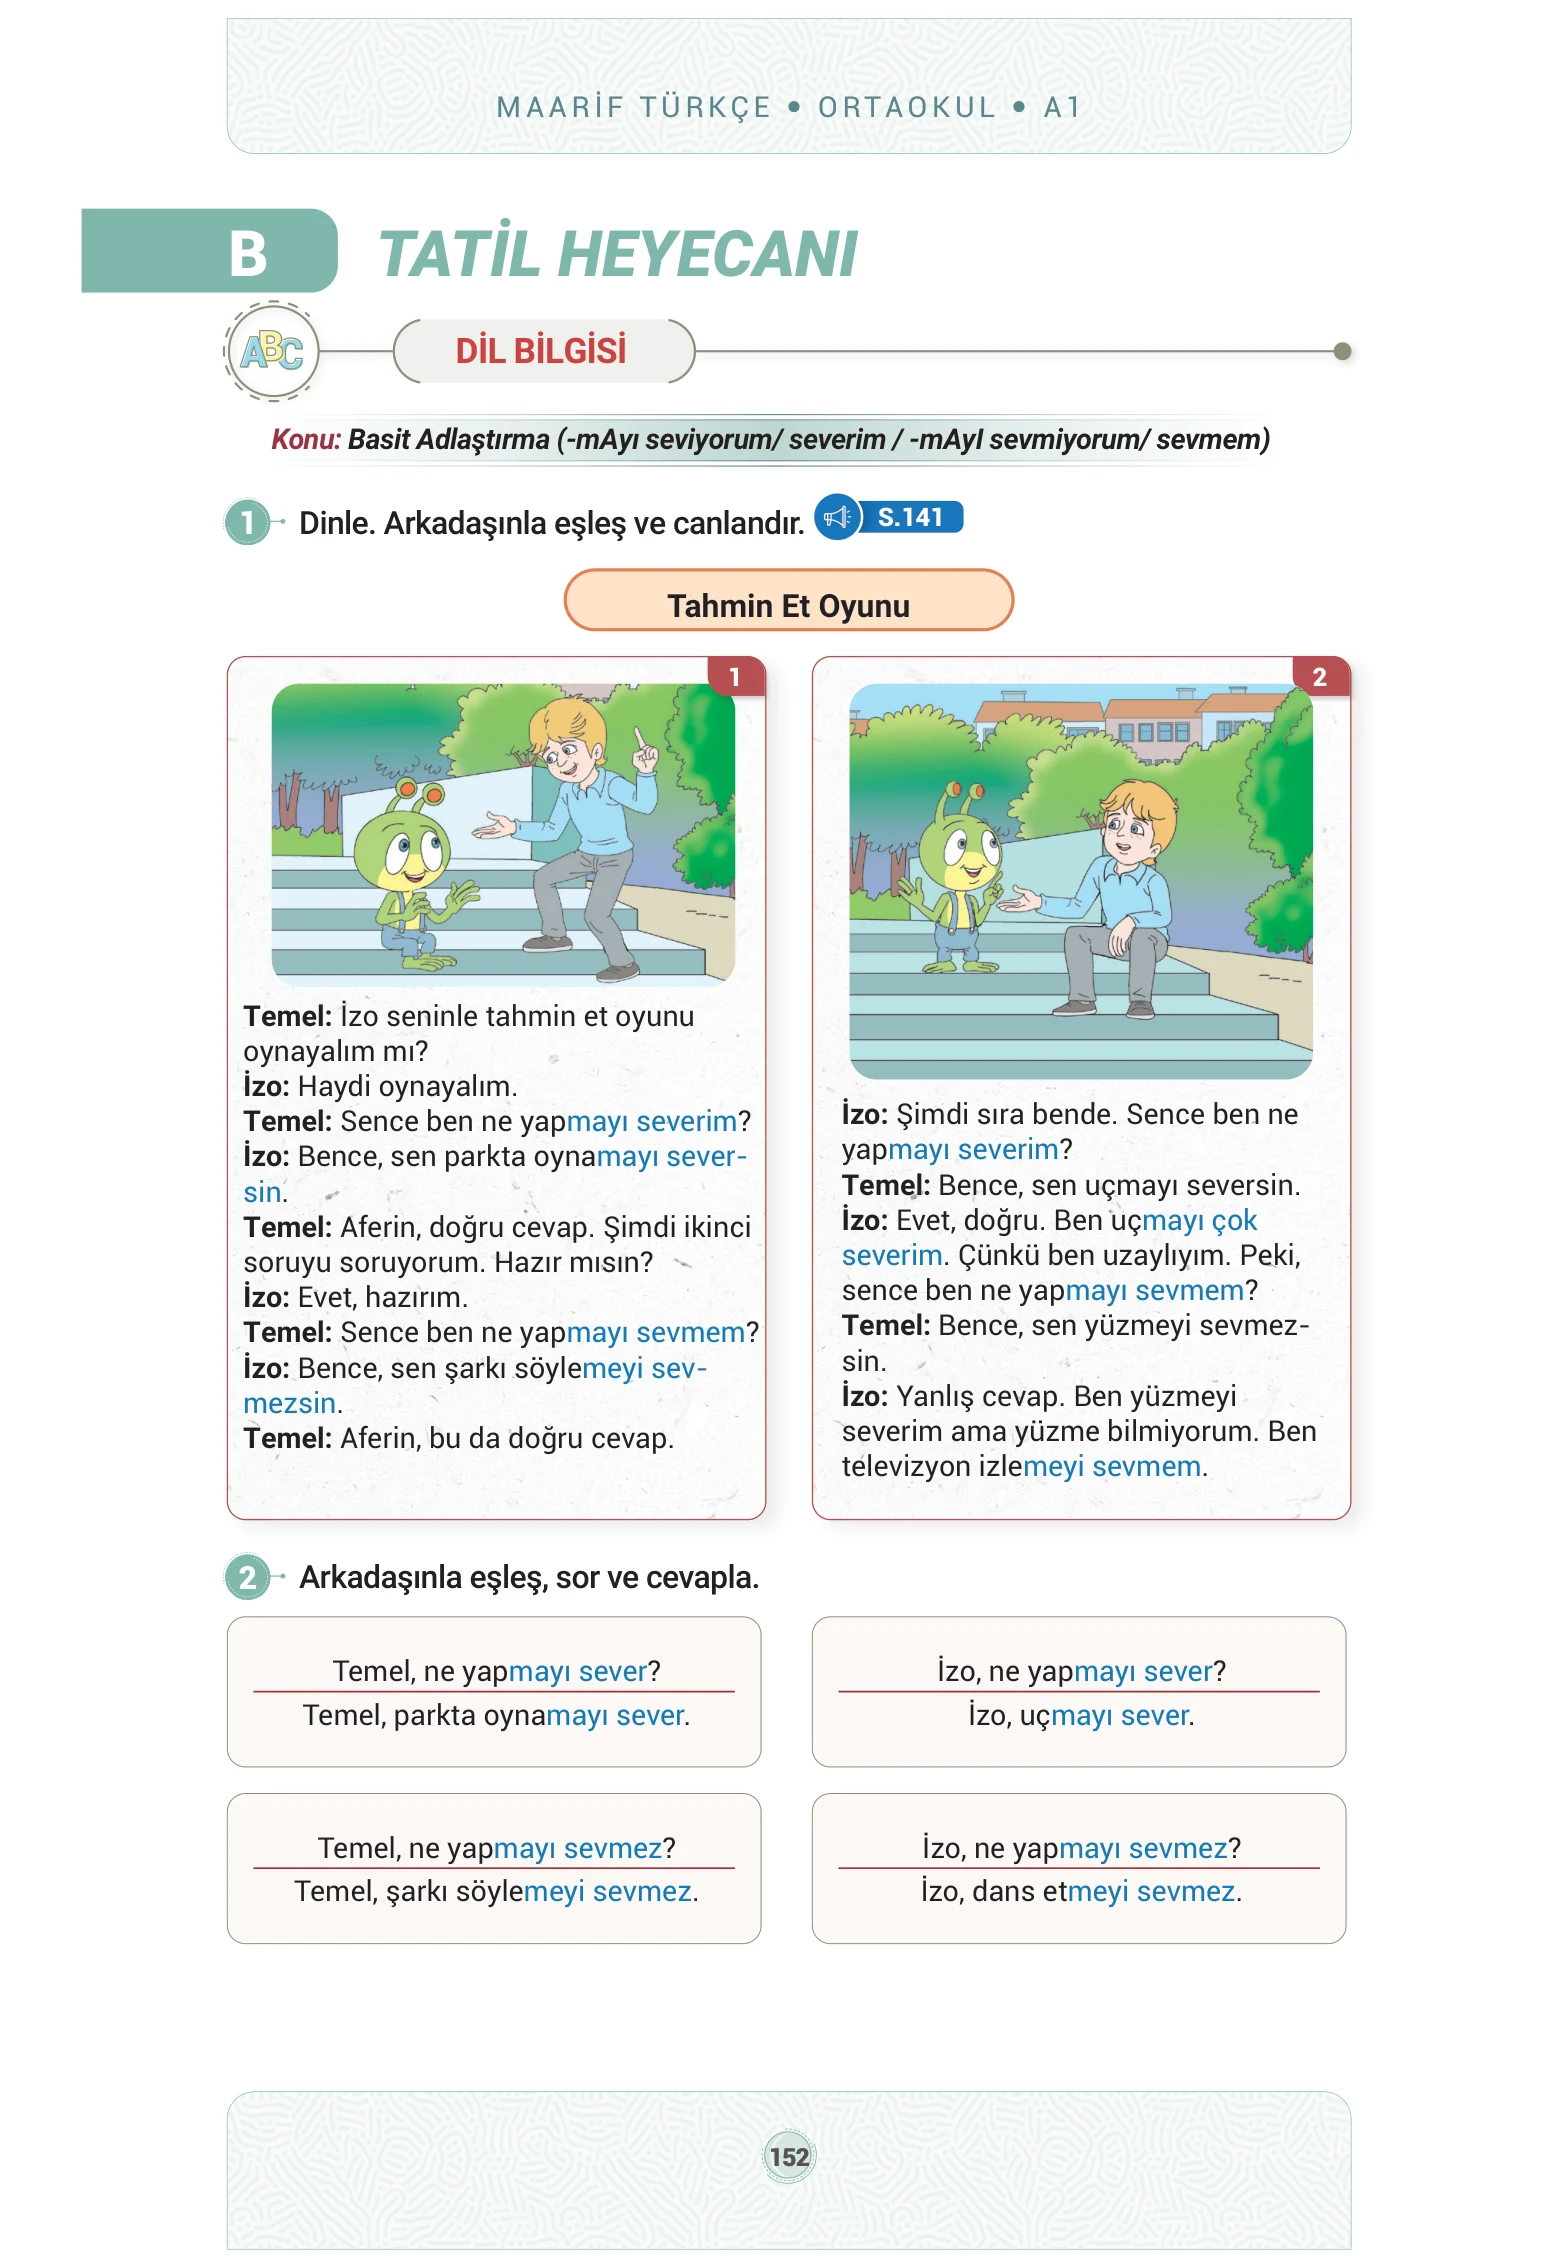 MAARİF TÜRKÇE • ORTAOKUL • A1
B
TATİL HEYECANI
ABC
DİL BİLGİSİ
Konu: Basit Adlaştırma (-mAyı seviyorum/ severim / -mAyI sevmiyorum/ sevmem)
1 Dinle. Arkadaşınla eşleş ve canlandır. S.141
Tahmin Et Oyunu
1
Temel: İzo seninle tahmin et oyunu
oynayalım mı?
İzo: Haydi oynayalım.
Temel: Sence ben ne yapmayı severim?
İzo: Bence, sen parkta oynamayı sever-
sin.
Temel: Aferin, doğru cevap. Şimdi ikinci
soruyu soruyorum. Hazır mısın?
İzo: Evet, hazırım.
Temel: Sence ben ne yapmayı sevmem?
İzo: Bence, sen şarkı söylemeyi sev-
mezsin.
Temel: Aferin, bu da doğru cevap.
2
İzo: Şimdi sıra bende. Sence ben ne
yapmayı severim?
Temel: Bence, sen uçmayı seversin.
İzo: Evet, doğru. Ben uçmayı çok
severim. Çünkü ben uzaylıyım. Peki,
sence ben ne yapmayı sevmem?
Temel: Bence, sen yüzmeyi sevmez-
sin.
İzo: Yanlış cevap. Ben yüzmeyi
severim ama yüzme bilmiyorum. Ben
televizyon izlemeyi sevmem.
2 Arkadaşınla eşleş, sor ve cevapla.
Temel, ne yapmayı sever?
Temel, parkta oynamayı sever.
İzo, ne yapmayı sever?
İzo, uçmayı sever.
Temel, ne yapmayı sevmez?
Temel, şarkı söylemeyi sevmez.
İzo, ne yapmayı sevmez?
İzo, dans etmeyi sevmez.
152